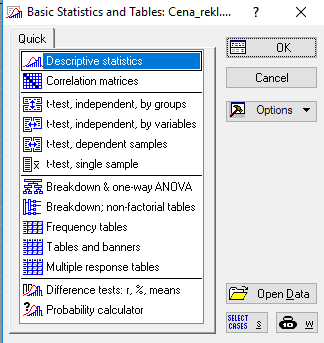 Basic Statistics and Tables: Cena_rekl....
Quick
Descriptive statistics
Correlation matrices
t-test, independent, by groups
t-test, independent, by variables
t-test, dependent samples
t-test, single sample
Breakdown & one-way ANOVA
Breakdown; non-factorial tables
Frequency tables
Tables and banners
Multiple response tables
Difference tests: r, %, means
Probability calculator
OK
Cancel
Options
Open Data
SELECT CASES S
W